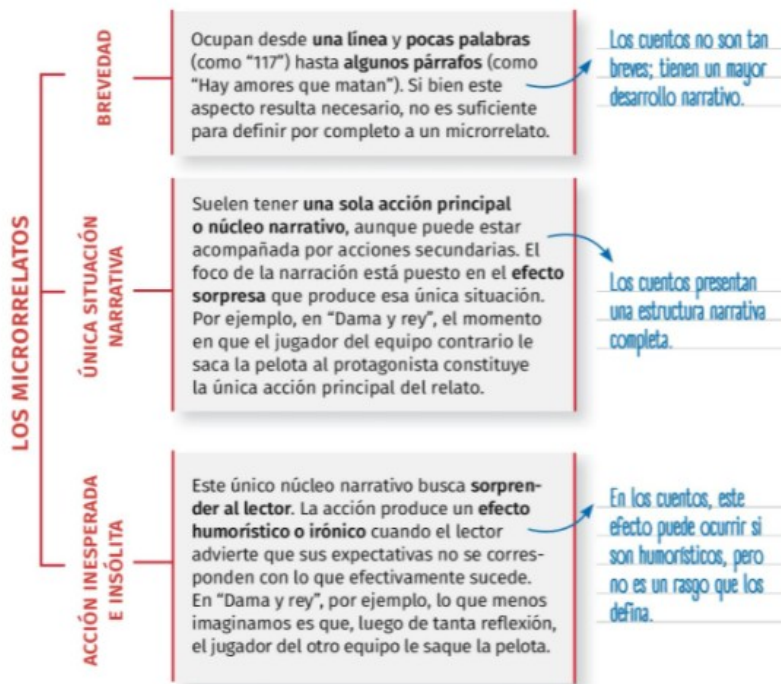 LOS MICRORRELATOS
BREVEDAD
Ocupan desde una línea y pocas palabras
(como “117”) hasta algunos párrafos (como
“Hay amores que matan”). Si bien este
aspecto resulta necesario, no es suficiente
para definir por completo a un microrrelato.
Los cuentos no son tan
breves; tienen un mayor
desarrollo narrativo.
ÚNICA SITUACIÓN
NARRATIVA
Suelen tener una sola acción principal
o núcleo narrativo, aunque puede estar
acompañada por acciones secundarias. El
foco de la narración está puesto en el efecto
sorpresa que produce esa única situación.
Por ejemplo, en “Dama y rey”, el momento
en que el jugador del equipo contrario le
saca la pelota al protagonista constituye
la única acción principal del relato.
Los cuentos presentan
una estructura narrativa
completa.
ACCIÓN INESPERADA
E INSÓLITA
Este único núcleo narrativo busca sorpren-
der al lector. La acción produce un efecto
humorístico o irónico cuando el lector
advierte que sus expectativas no se corres-
ponden con lo que efectivamente sucede.
En “Dama y rey”, por ejemplo, lo que menos
imaginamos es que, luego de tanta reflexión,
el jugador del otro equipo le saque la pelota.
En los cuentos, este
efecto puede ocurrir si
son humorísticos, pero
no es un rasgo que los
defina.